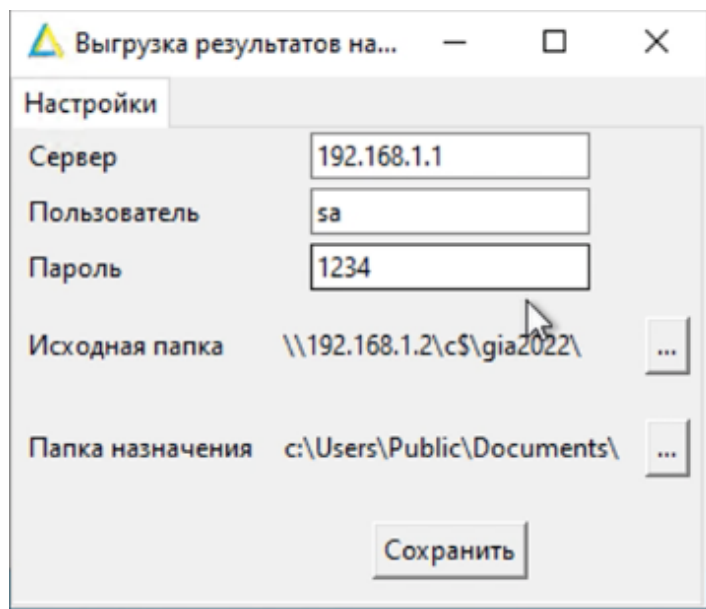 Выгрузка результатов на...
Настройки
Сервер 192.168.1.1
Пользователь sa
Пароль 1234
Исходная папка \\192.168.1.2\c$\gia2022\ ...
Папка назначения c:\Users\Public\Documents\ ...
Сохранить